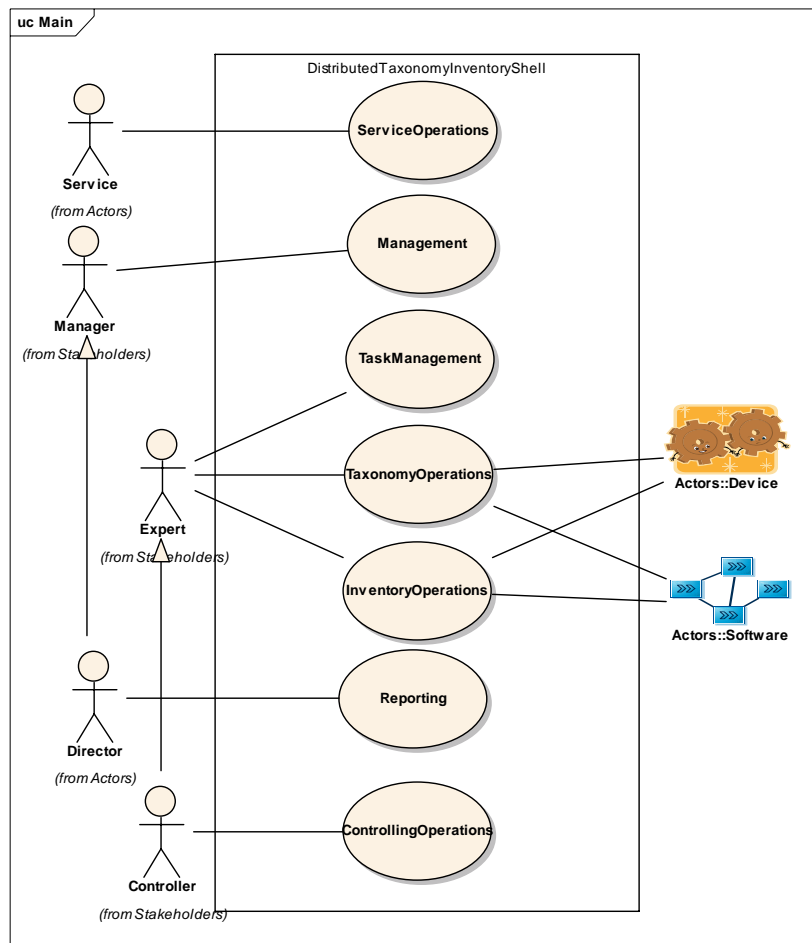 uc Main
DistributedTaxonomyInventoryShell
ServiceOperations
Service
(from Actors)
Management
Manager
(from Stakeholders)
TaskManagement
TaxonomyOperations
Actors::Device
Expert
(from Stakeholders)
InventoryOperations
Actors::Software
Reporting
Director
(from Actors)
ControllingOperations
Controller
(from Stakeholders)